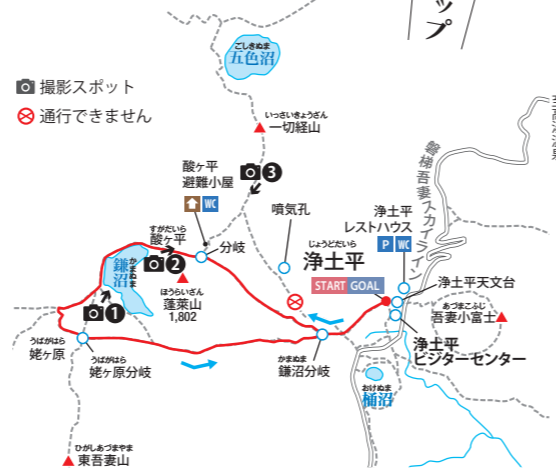 ップ
ごしきぬま
五色沼
撮影スポット
通行できません
いっさいきょうざん
一切経山
磐梯吾妻スカイライン
酸ヶ平
避難小屋
WC
3
噴気孔
浄土平
レストハウス
P WC
すがだいら
酸ヶ平
分岐
じょうどだいら
浄土平
START GOAL
かまぬま
鎌沼
2
ほうらいさん
蓬莱山
1,802
浄土平天文台
あづまこふじ
吾妻小富士
1
浄土平
ビジターセンター
うばがはら
姥ヶ原
うばがはら
姥ヶ原分岐
かまぬま
鎌沼分岐
おけぬま
桶沼
ひがしあづまやま
東吾妻山